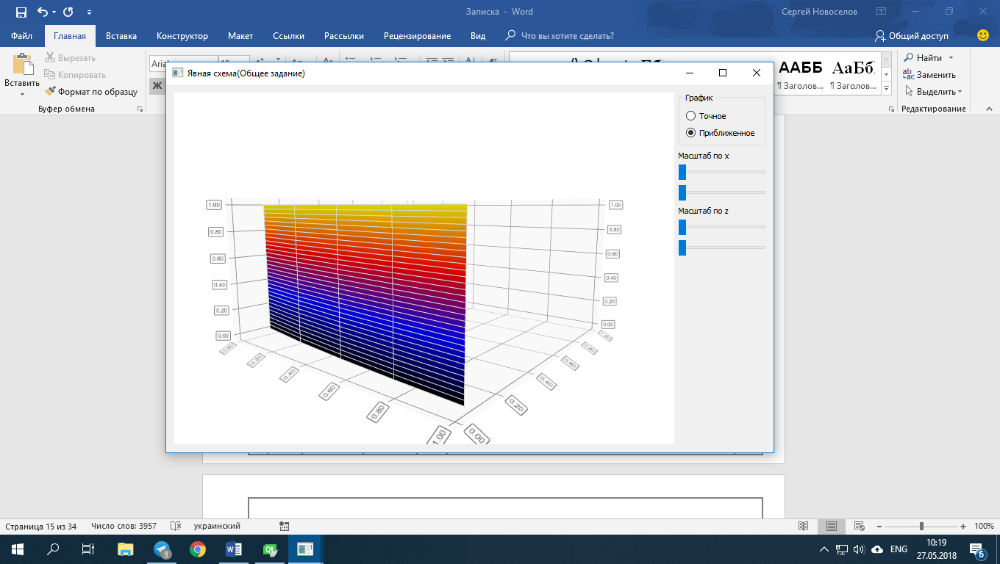 Записка - Word
Сергей Новоселов
Файл
Главная
Вставка
Конструктор
Макет
Ссылки
Рассылки
Рецензирование
Вид
Что вы хотите сделать?
Общий доступ
Вставить
Вырезать
Копировать
Формат по образцу
Буфер обмена
Ж
ААББ
АаБбІ
¶ Заголов...
¶ Заголов...
Найти
Заменить
Выделить
Редактирование
Явная схема(Общее задание)
График
Точное
Приближенное
Масштаб по x
Масштаб по z
1.00
0.80
0.60
0.40
0.20
0.00
1.00
0.80
0.60
0.40
0.20
0.00
0.20
0.40
0.60
0.80
1.00
0.00
0.20
0.40
0.60
Страница 15 из 34
Число слов: 3957
украинский
100%
8
ENG
10:19
27.05.2018
6